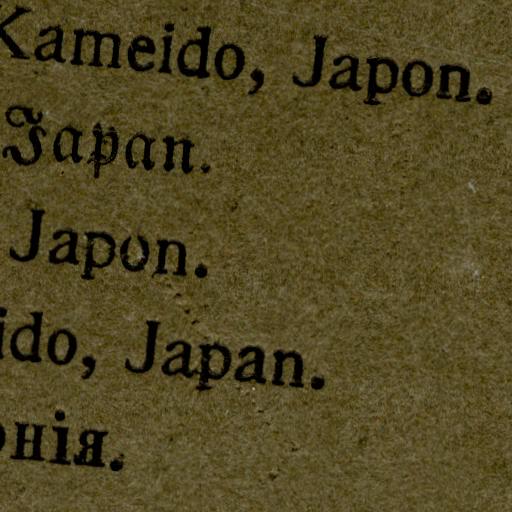 Kameido, Japon.
Japan.
Japon.
ido, Japan.
онія.